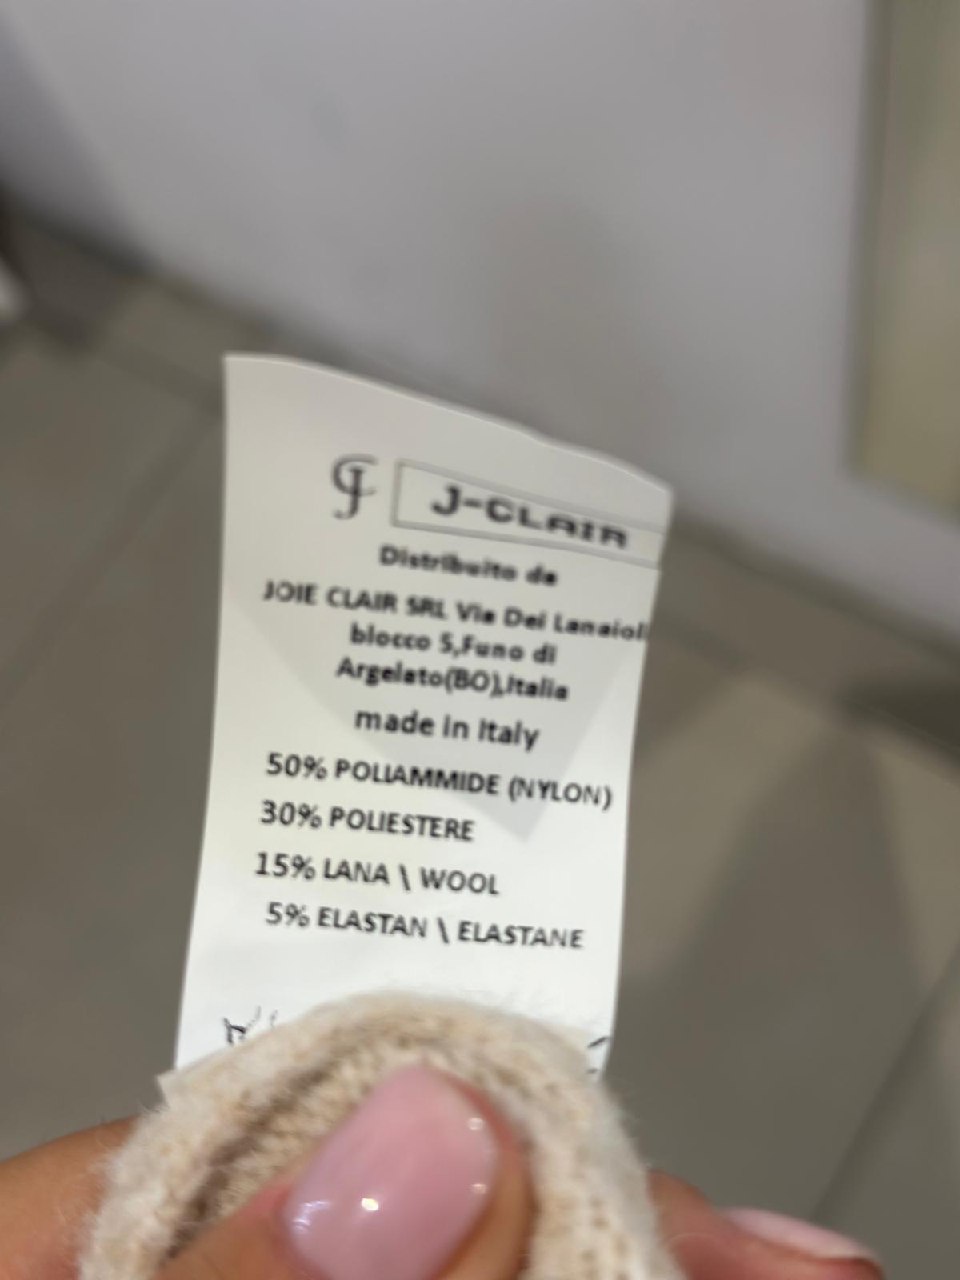 J-CLAIR
Distribuito da
JOIE CLAIR SRL Via Dei Lanaioli
blocco 5,Funo di
Argelato(BO),Italia
made in Italy
50% POLIAMMIDE (NYLON)
30% POLIESTERE
15% LANA \ WOOL
5% ELASTAN \ ELASTANE